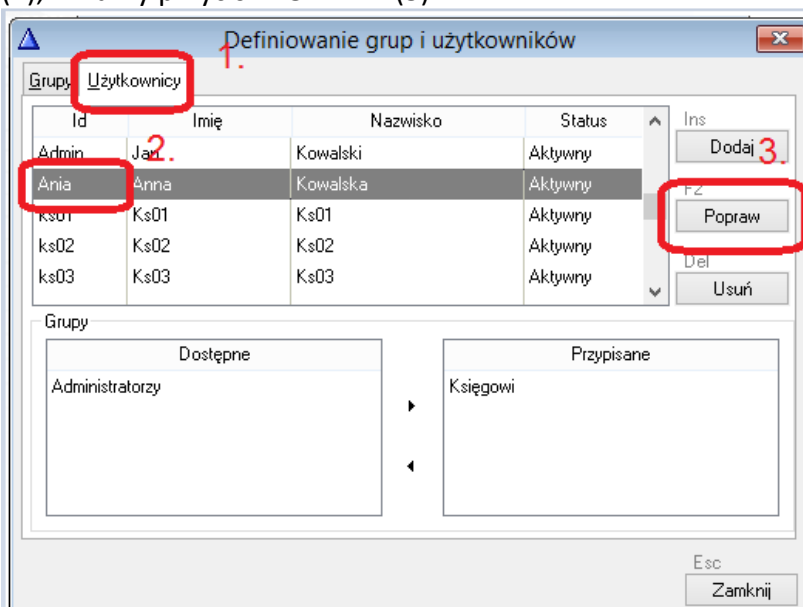 Definiowanie grup i użytkowników
1.
Grupy Użytkownicy
Id Imię Nazwisko Status
Ins
Dodaj
Admin Jan Kowalski Aktywny
2.
3.
Ania Anna Kowalska Aktywny
F2
Popraw
ks01 Ks01 Ks01 Aktywny
ks02 Ks02 Ks02 Aktywny
Del
Usuń
ks03 Ks03 Ks03 Aktywny
Grupy
Dostępne Przypisane
Administratorzy Księgowi
Esc
Zamknij